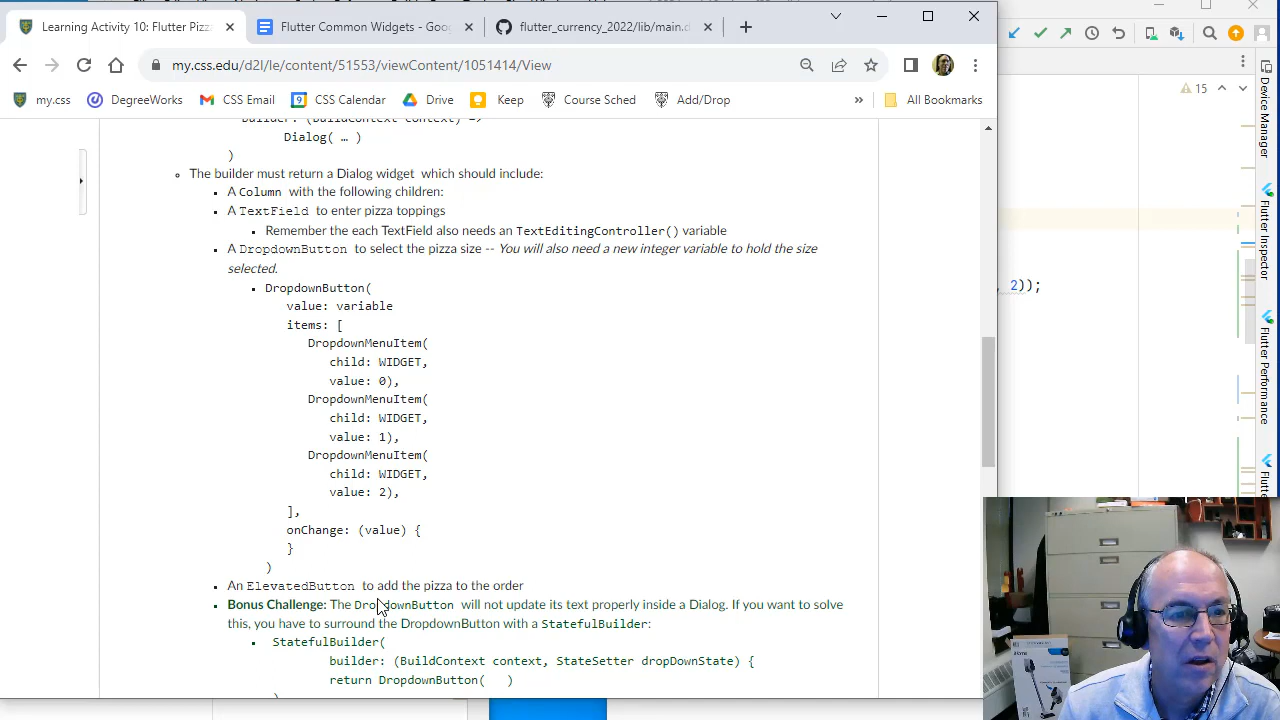 Learning Activity 10: Flutter Pizz
Flutter Common Widgets - Goog
flutter_currency_2022/lib/main.d
my.css.edu/d2l/le/content/51553/viewContent/1051414/View
my.css
DegreeWorks
CSS Email
CSS Calendar
Drive
Keep
Course Sched
Add/Drop
»
All Bookmarks
15
builder: (BuildContext context) =>
Dialog( … )
)
The builder must return a Dialog widget which should include:
A Column with the following children:
A TextField to enter pizza toppings
Remember the each TextField also needs an TextEditingController() variable
A DropdownButton to select the pizza size -- You will also need a new integer variable to hold the size
selected.
DropdownButton(
value: variable
items: [
DropdownMenuItem(
child: WIDGET,
value: 0),
DropdownMenuItem(
child: WIDGET,
value: 1),
DropdownMenuItem(
child: WIDGET,
value: 2),
],
onChange: (value) {
}
)
An ElevatedButton to add the pizza to the order
Bonus Challenge: The DropdownButton will not update its text properly inside a Dialog. If you want to solve
this, you have to surround the DropdownButton with a StatefulBuilder:
StatefulBuilder(
builder: (BuildContext context, StateSetter dropDownState) {
return DropdownButton( )
, 2));
Device Manager
Flutter Inspector
Flutter Performance
Flutte